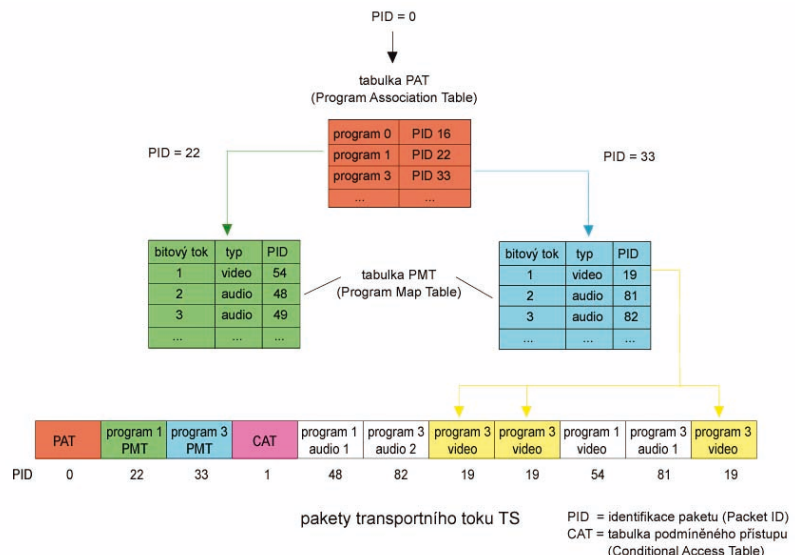 PID = 0
tabulka PAT
(Program Association Table)
program 0 PID 16
program 1 PID 22
program 3 PID 33
... ...
PID = 22
PID = 33
bitový tok typ PID
1 video 54
2 audio 48
3 audio 49
... ... ...
tabulka PMT
(Program Map Table)
bitový tok typ PID
1 video 19
2 audio 81
3 audio 82
... ... ...
PAT
program 1
PMT
program 3
PMT
CAT
program 1
audio 1
program 3
audio 2
program 3
video
program 3
video
program 1
video
program 3
audio 1
program 3
video
PID 0 22 33 1 48 82 19 19 54 81 19
pakety transportního toku TS
PID = identifikace paketu (Packet ID)
CAT = tabulka podmíněného přístupu
(Conditional Access Table)